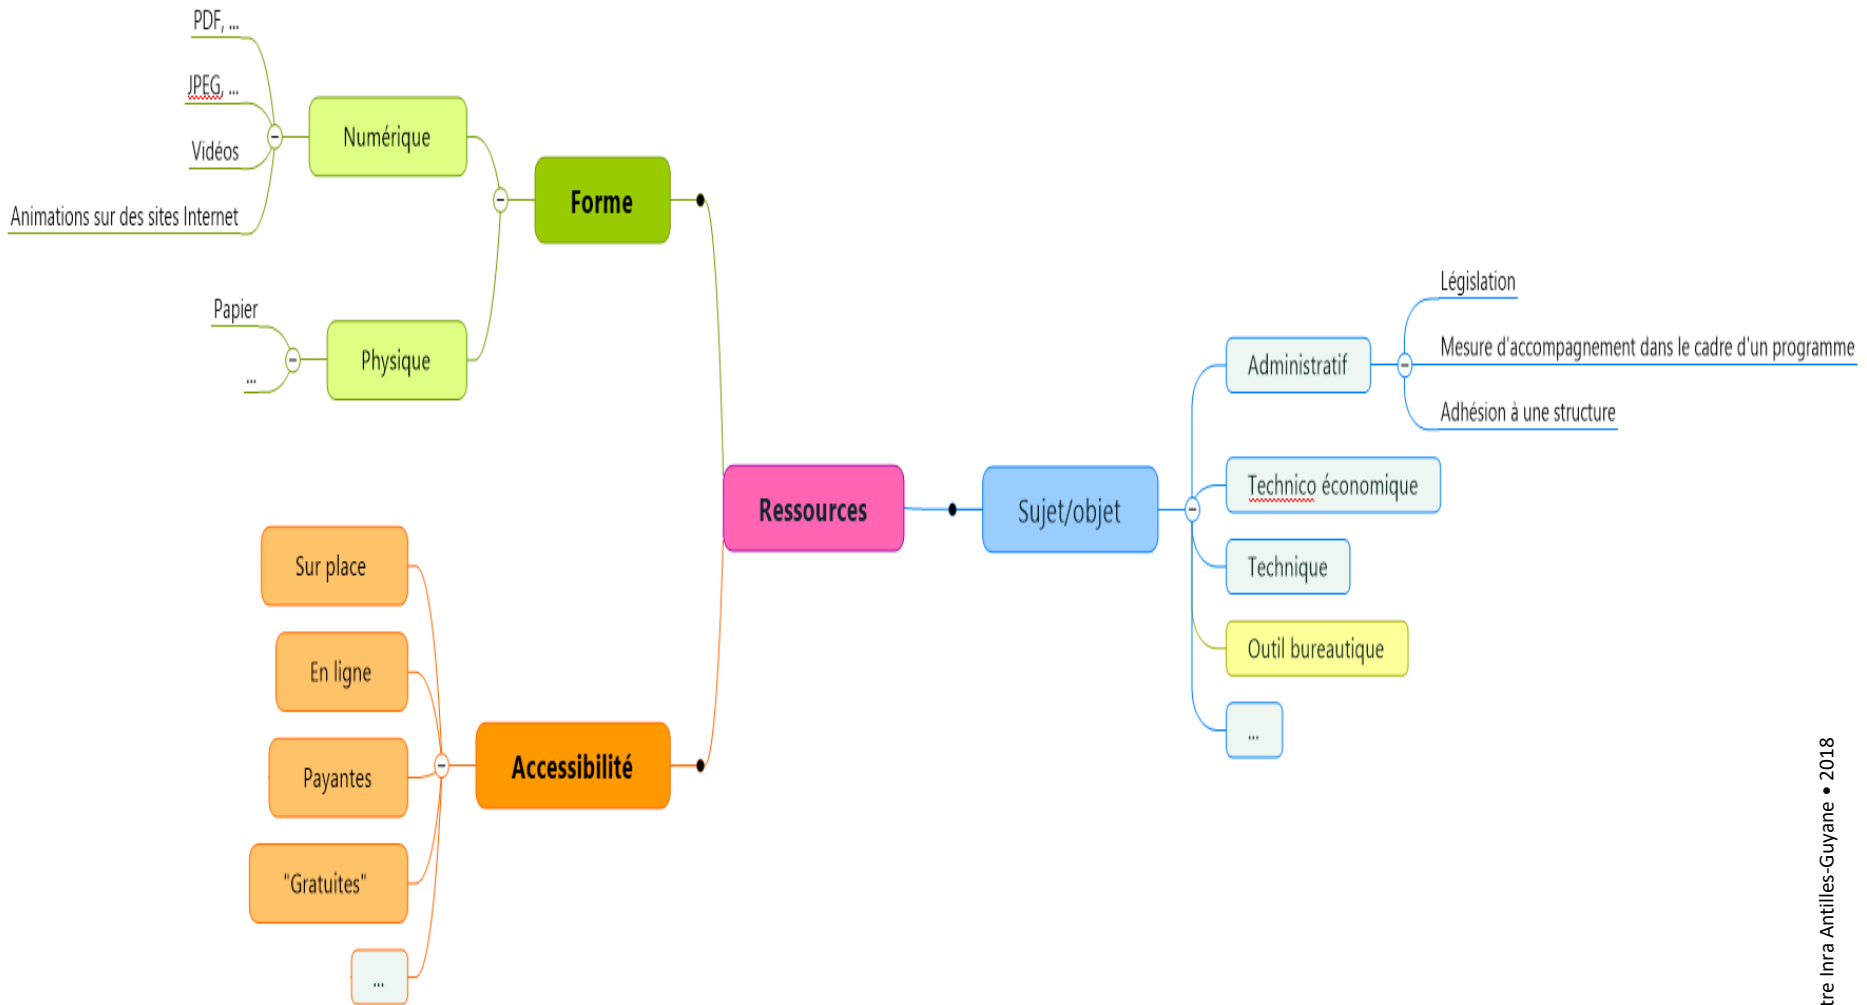 PDF, ...
JPEG, ...
Vidéos
Animations sur des sites Internet
Numérique
Forme
Papier
...
Physique
Ressources
Sur place
En ligne
Payantes
"Gratuites"
...
Accessibilité
Sujet/objet
Administratif
Législation
Mesure d'accompagnement dans le cadre d'un programme
Adhésion à une structure
Technico économique
Technique
Outil bureautique
...
tre Inra Antilles-Guyane • 2018